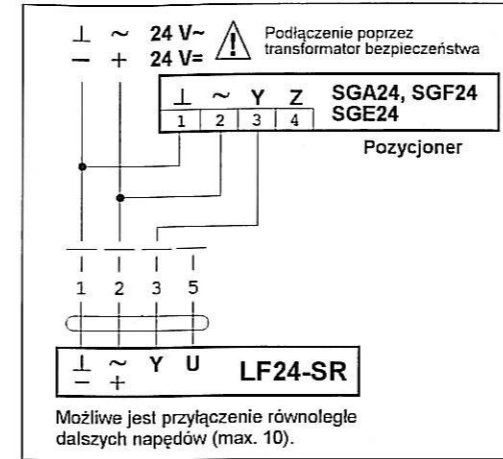 ⊥ ~ 24 V~
− + 24 V=
Podłączenie poprzez
transformator bezpieczeństwa
⊥ ~ Y Z
1 2 3 4
SGA24, SGF24
SGE24
Pozycjoner
1 2 3 5
⊥ ~ Y U
− +
LF24-SR
Możliwe jest przyłączenie równoległe
dalszych napędów (max. 10).